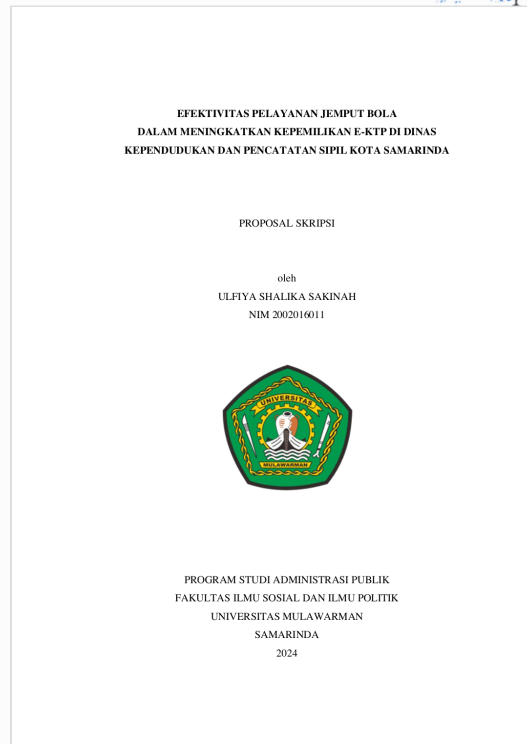 EFEKTIVITAS PELAYANAN JEMPUT BOLA
DALAM MENINGKATKAN KEPEMILIKAN E-KTP DI DINAS
KEPENDUDUKAN DAN PENCATATAN SIPIL KOTA SAMARINDA
PROPOSAL SKRIPSI
oleh
ULFIYA SHALIKA SAKINAH
NIM 2002016011
UNIVERSITAS
MULAWARMAN
PROGRAM STUDI ADMINISTRASI PUBLIK
FAKULTAS ILMU SOSIAL DAN ILMU POLITIK
UNIVERSITAS MULAWARMAN
SAMARINDA
2024